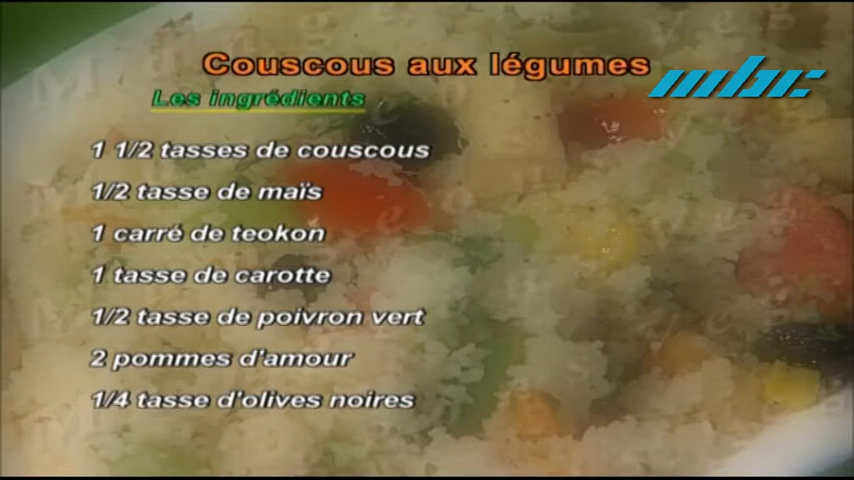 Couscous aux légumes
mbc
Les ingrédients
1 1/2 tasses de couscous
1/2 tasse de maïs
1 carré de teokon
1 tasse de carotte
1/2 tasse de poivron vert
2 pommes d'amour
1/4 tasse d'olives noires